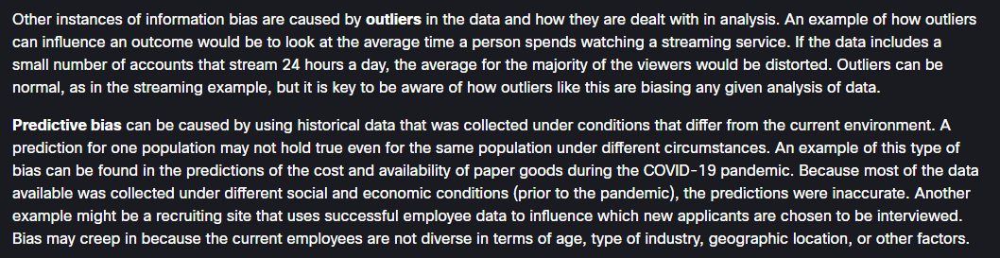 Other instances of information bias are caused by outliers in the data and how they are dealt with in analysis. An example of how outliers
can influence an outcome would be to look at the average time a person spends watching a streaming service. If the data includes a
small number of accounts that stream 24 hours a day, the average for the majority of the viewers would be distorted. Outliers can be
normal, as in the streaming example, but it is key to be aware of how outliers like this are biasing any given analysis of data.
Predictive bias can be caused by using historical data that was collected under conditions that differ from the current environment. A
prediction for one population may not hold true even for the same population under different circumstances. An example of this type of
bias can be found in the predictions of the cost and availability of paper goods during the COVID-19 pandemic. Because most of the data
available was collected under different social and economic conditions (prior to the pandemic), the predictions were inaccurate. Another
example might be a recruiting site that uses successful employee data to influence which new applicants are chosen to be interviewed.
Bias may creep in because the current employees are not diverse in terms of age, type of industry, geographic location, or other factors.